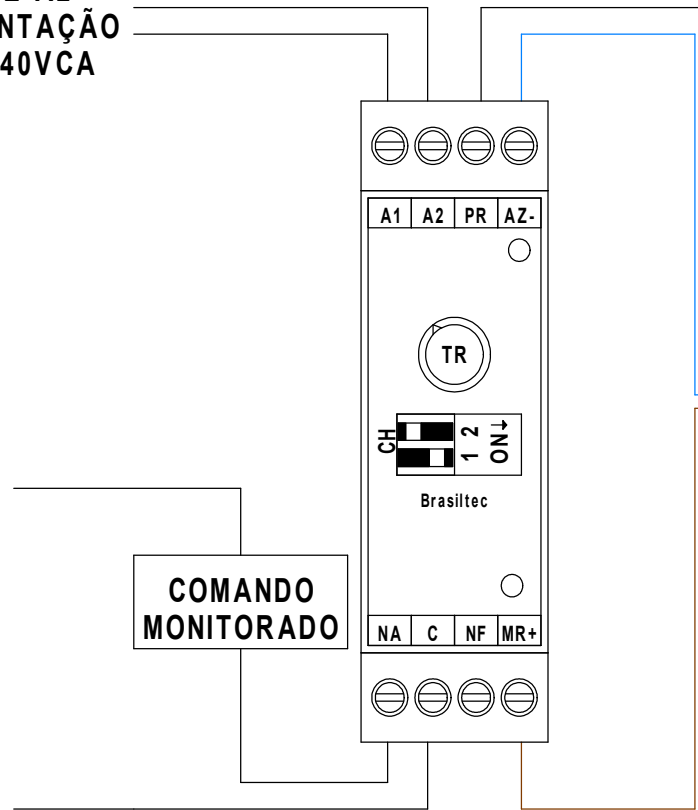 NTAÇÃO
40VCA
A1 A2 PR AZ-
TR
CH
1 2
ON
Brasiltec
COMANDO
MONITORADO
NA C NF MR+